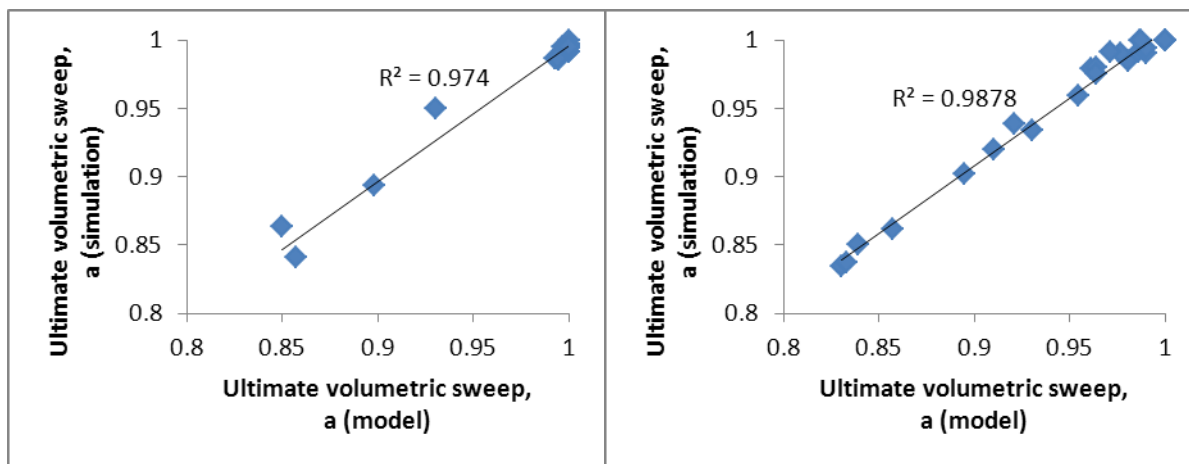 Ultimate volumetric sweep,
a (simulation)
1
0.95
0.9
0.85
0.8
R² = 0.974
0.8 0.85 0.9 0.95 1
Ultimate volumetric sweep,
a (model)
Ultimate volumetric sweep,
a (simulation)
1
0.95
0.9
0.85
0.8
R² = 0.9878
0.8 0.85 0.9 0.95 1
Ultimate volumetric sweep,
a (model)